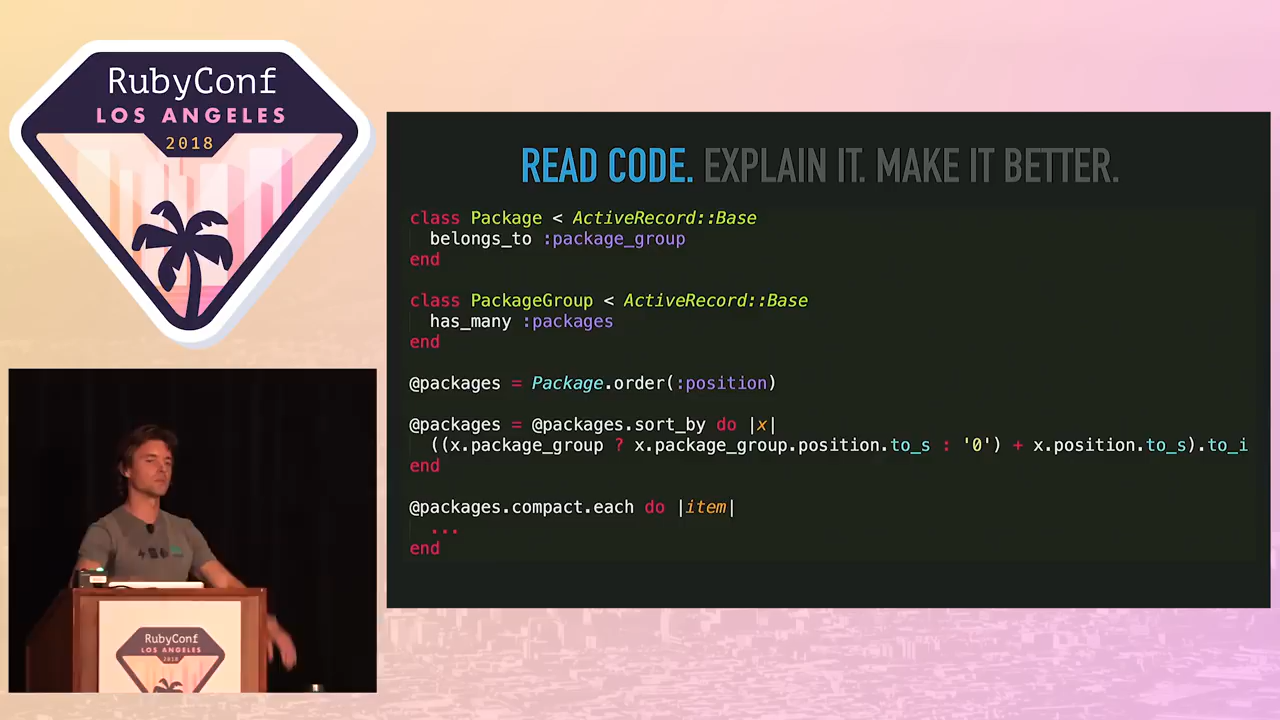 RubyConf
LOS ANGELES
2018
READ CODE. EXPLAIN IT. MAKE IT BETTER.
class Package < ActiveRecord::Base
  belongs_to :package_group
end
class PackageGroup < ActiveRecord::Base
  has_many :packages
end
@packages = Package.order(:position)
@packages = @packages.sort_by do |x|
  ((x.package_group ? x.package_group.position.to_s : '0') + x.position.to_s).to_i
end
@packages.compact.each do |item|
  ...
end
RubyConf
LOS ANGELES
2018